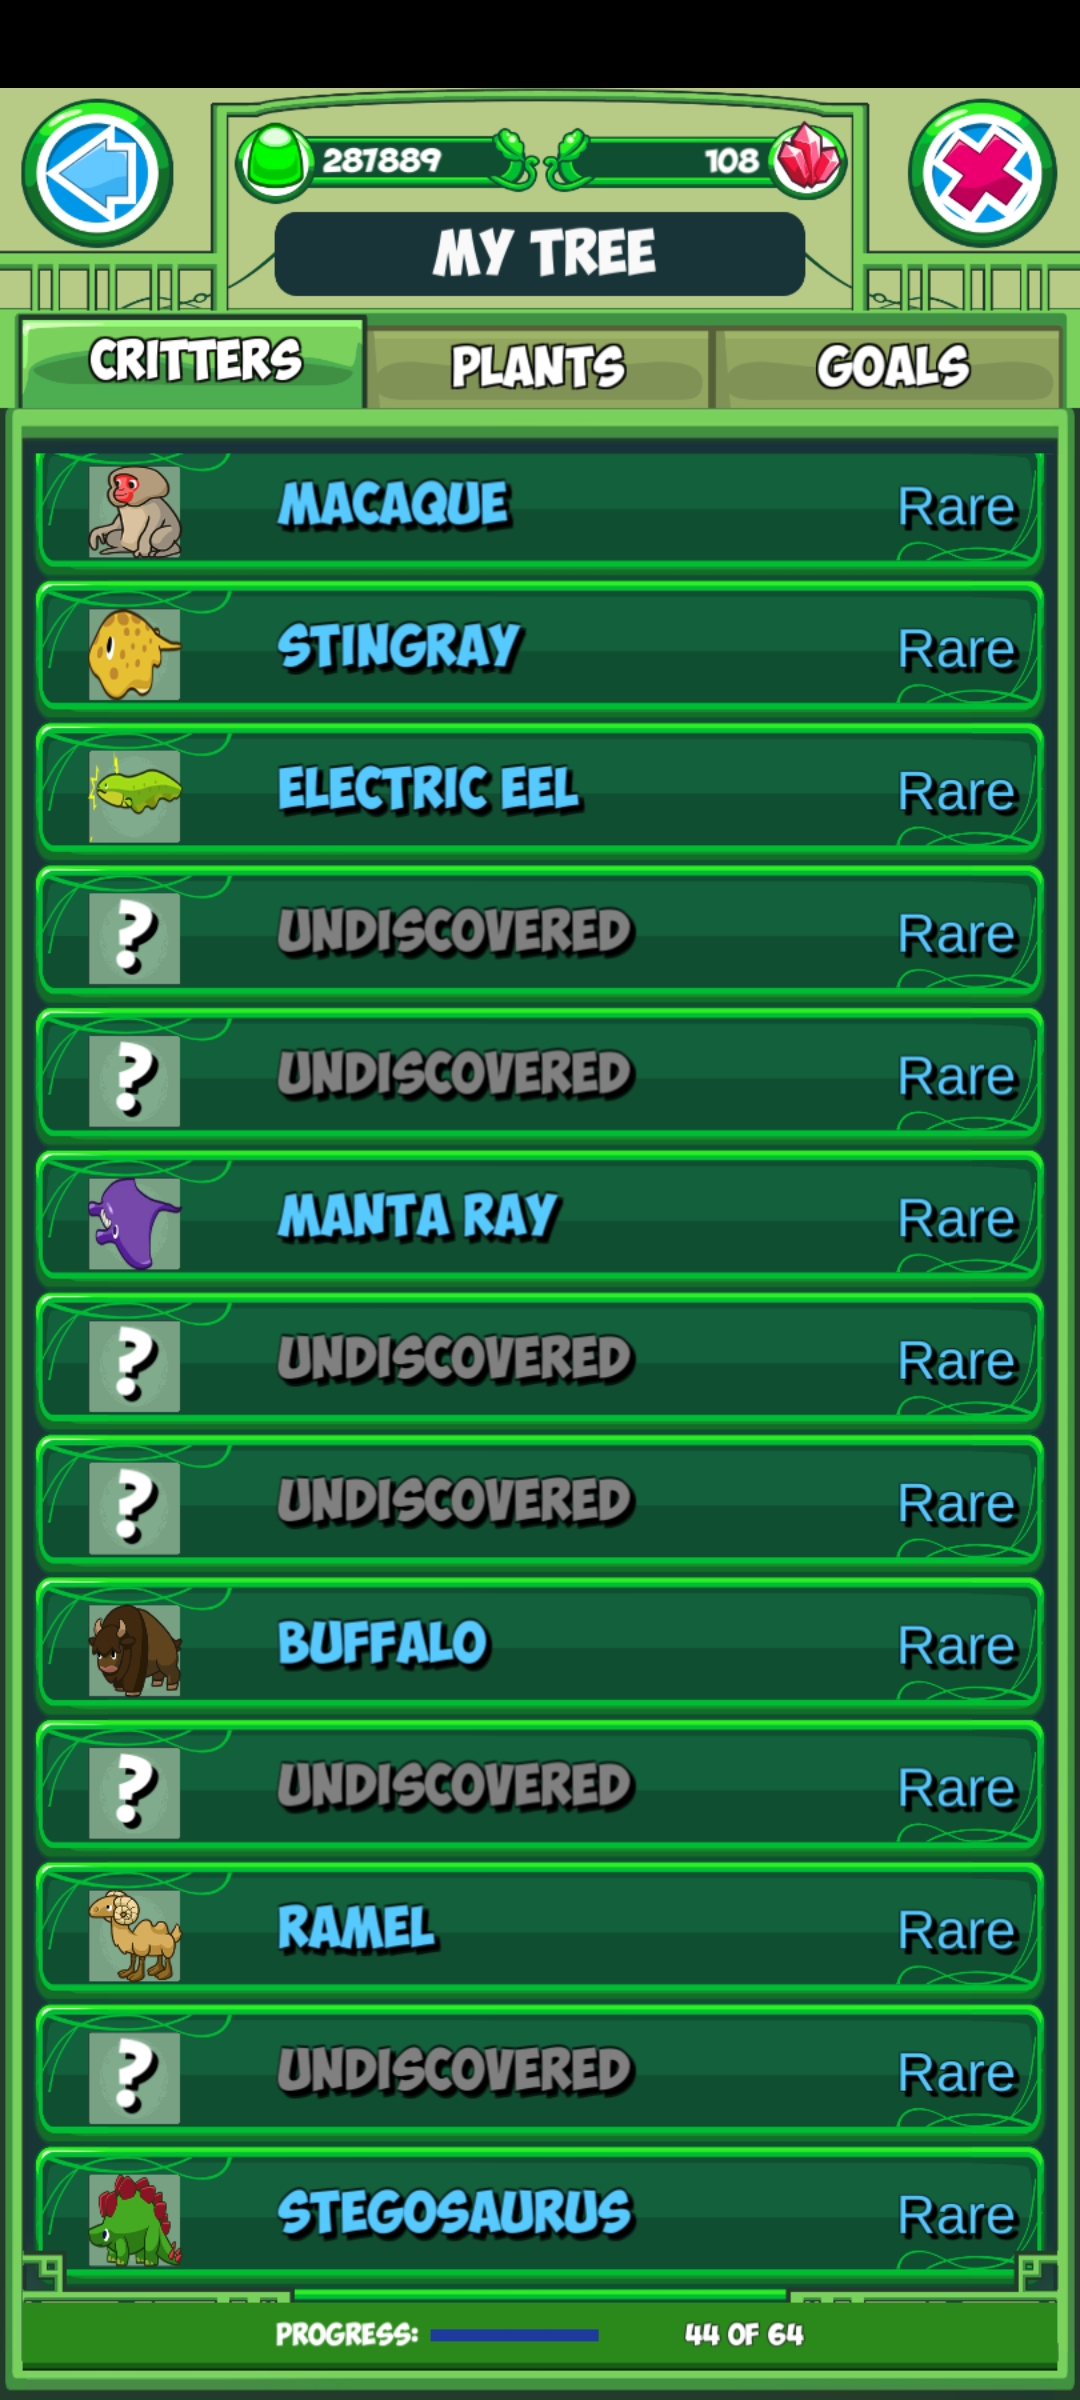 287889
108
MY TREE
CRITTERS
PLANTS
GOALS
MACAQUE
Rare
STINGRAY
Rare
ELECTRIC EEL
Rare
?
UNDISCOVERED
Rare
?
UNDISCOVERED
Rare
MANTA RAY
Rare
?
UNDISCOVERED
Rare
?
UNDISCOVERED
Rare
BUFFALO
Rare
?
UNDISCOVERED
Rare
RAMEL
Rare
?
UNDISCOVERED
Rare
STEGOSAURUS
Rare
PROGRESS:
44 OF 64